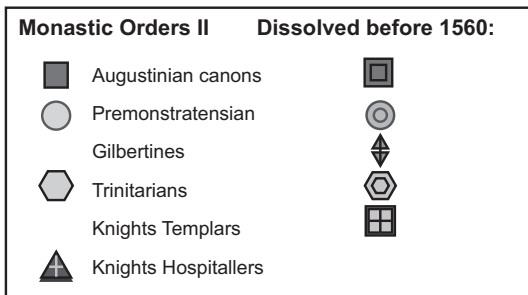 Monastic Orders II Dissolved before 1560:
Augustinian canons
Premonstratensian
Gilbertines
Trinitarians
Knights Templars
Knights Hospitallers